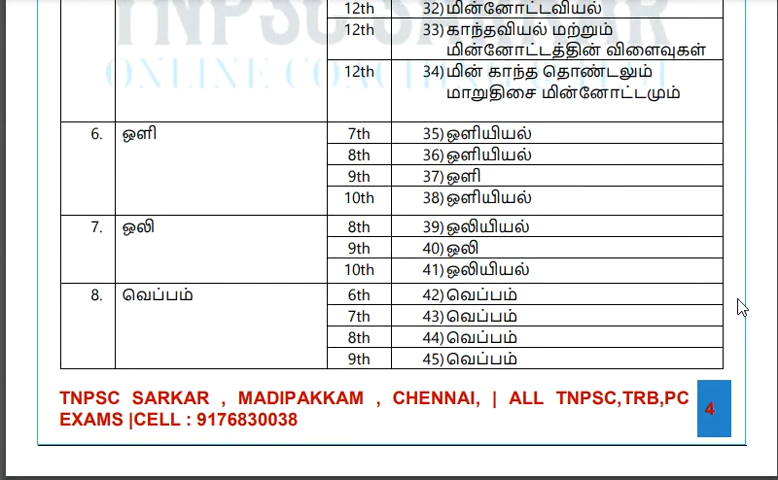 TNPSC SARKAR
12th 32)மின்னோட்டவியல்
12th 33)காந்தவியல் மற்றும்
மின்னோட்டத்தின் விளைவுகள்
ONLINE
12th 34)மின் காந்த தொண்டலும்
மாறுதிசை மின்னோட்டமும்
6. ஒளி 7th 35)ஒளியியல்
8th 36)ஒளியியல்
9th 37)ஒளி
10th 38)ஒளியியல்
7. ஒலி 8th 39)ஒலியியல்
9th 40)ஒலி
10th 41)ஒலியியல்
8. வெப்பம் 6th 42)வெப்பம்
7th 43)வெப்பம்
8th 44)வெப்பம்
9th 45)வெப்பம்
TNPSC SARKAR , MADIPAKKAM , CHENNAI, | ALL TNPSC,TRB,PC
EXAMS |CELL : 9176830038
4